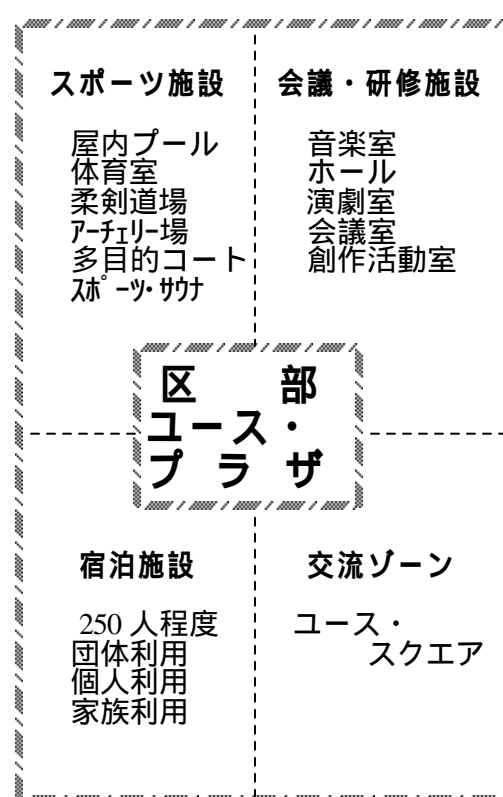 スポーツ施設
屋内プール
体育室
柔剣道場
ｱｰﾁｪﾘｰ場
多目的コート
ｽﾎﾟｰﾂ･ｻｳﾅ
会議・研修施設
音楽室
ホール
演劇室
会議室
創作活動室
区　部
ユース・
プラザ
宿泊施設
250人程度
団体利用
個人利用
家族利用
交流ゾーン
ユース・
スクエア